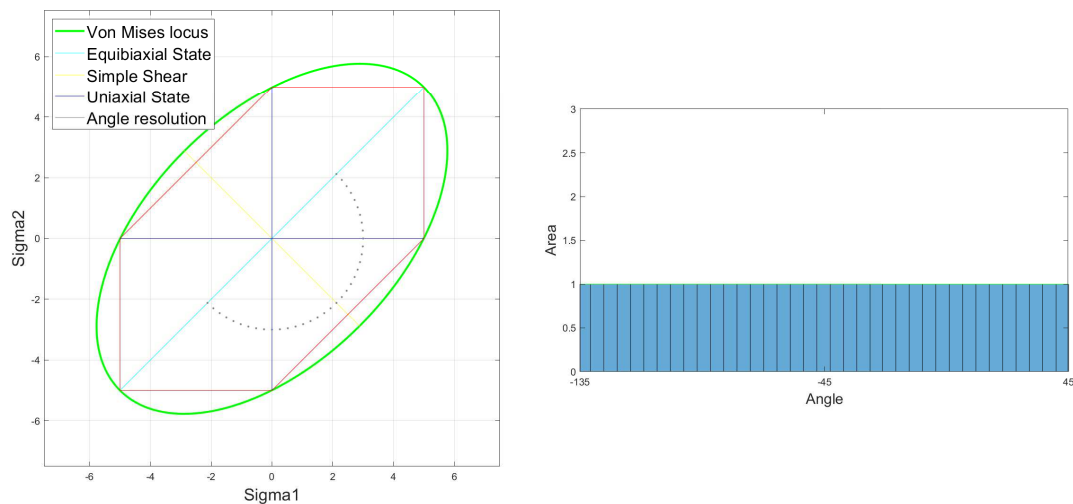 Von Mises locus
Equibiaxial State
Simple Shear
Uniaxial State
Angle resolution
6
4
2
0
-2
-4
-6
Sigma2
-6 -4 -2 0 2 4 6
Sigma1
3
2.5
2
1.5
1
0.5
0
Area
-135 -45 45
Angle